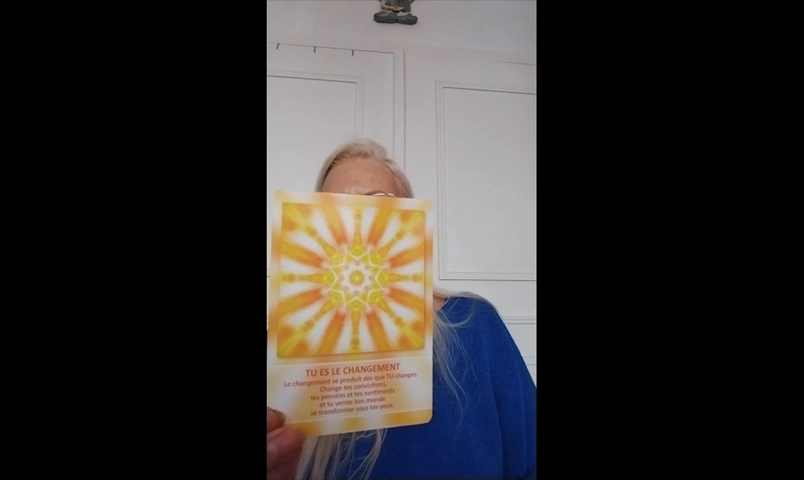 TU ES LE CHANGEMENT
Le changement se produit dès que TU changes.
Change tes convictions,
tes pensées et tes sentiments
et tu verras ton monde
se transformer sous tes yeux.